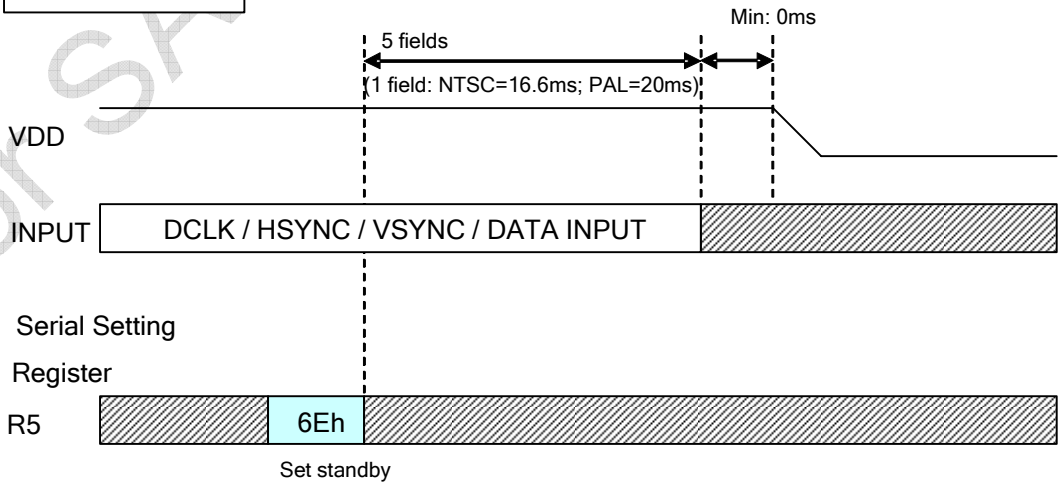 Min: 0ms
5 fields
(1 field: NTSC=16.6ms; PAL=20ms)
VDD
INPUT DCLK / HSYNC / VSYNC / DATA INPUT
Serial Setting
Register
R5 6Eh
Set standby